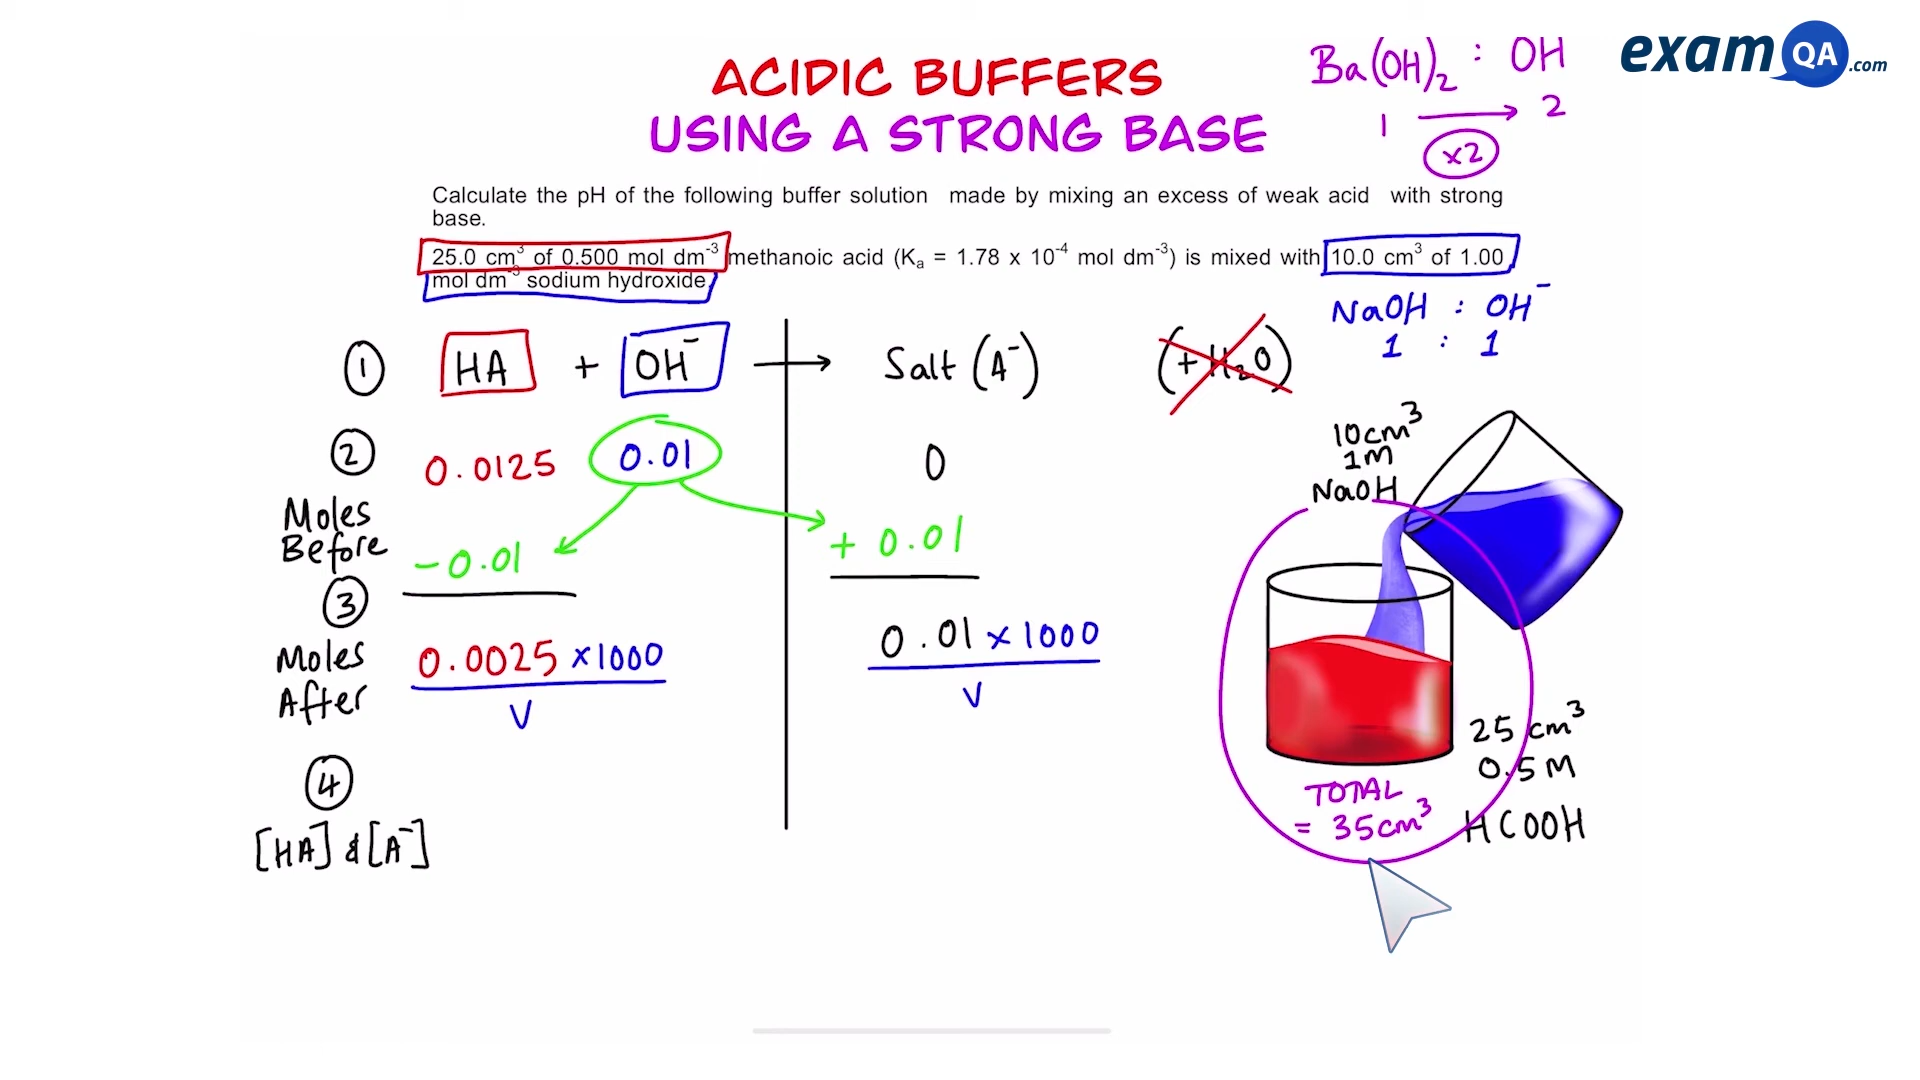 ACIDIC BUFFERS
USING A STRONG BASE
Ba(OH)₂ : OH
1 → 2
×2
examQA.com
Calculate the pH of the following buffer solution made by mixing an excess of weak acid with strong
base.
25.0 cm³ of 0.500 mol dm⁻³ methanoic acid (Kₐ = 1.78 x 10⁻⁴ mol dm⁻³) is mixed with 10.0 cm³ of 1.00
mol dm⁻³ sodium hydroxide.
NaOH : OH⁻
1 : 1
① HA + OH⁻ → Salt (A⁻) (+ H₂O)
② 0.0125 0.01 0
Moles
Before
-0.01 + 0.01
③
Moles
After
0.0025 ×1000 0.01 × 1000
V V
④
[HA] & [A⁻]
10cm³
1M
NaOH
25 cm³
0.5M
HCOOH
TOTAL
= 35cm³